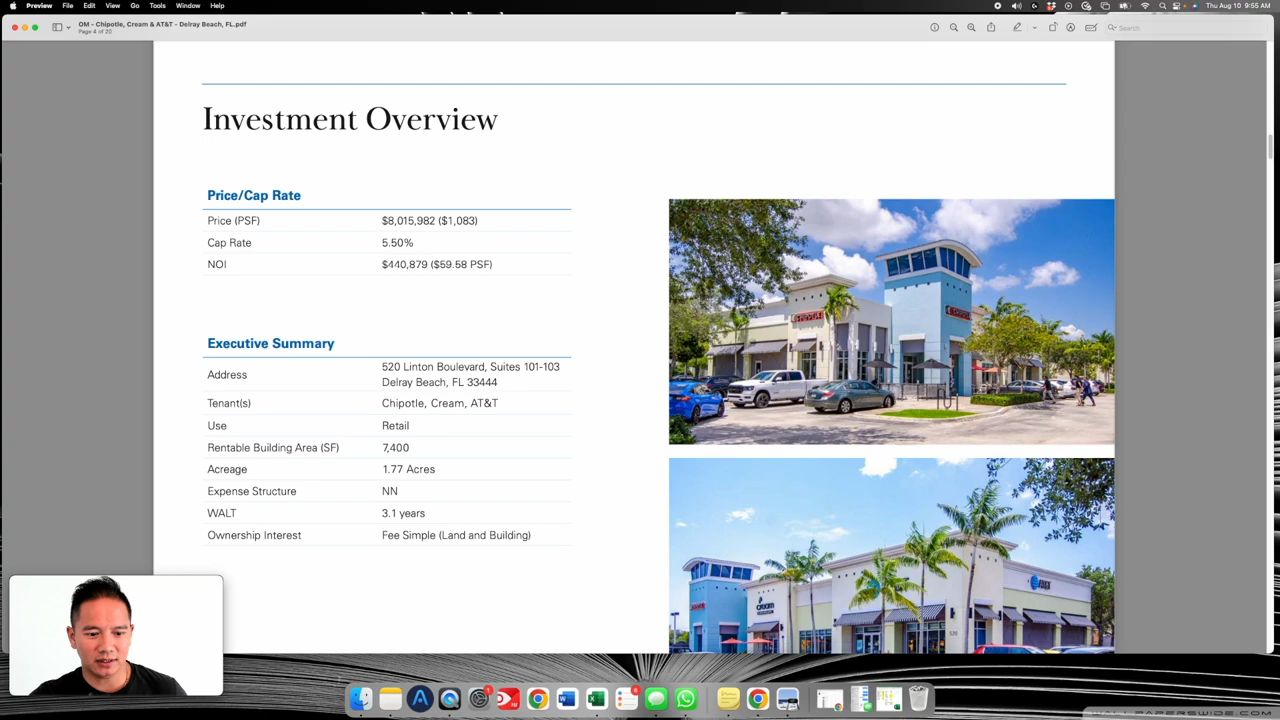 Preview File Edit View Go Tools Window Help
Thu Aug 10 9:55 AM
OM - Chipotle, Cream & AT&T - Delray Beach, FL.pdf
Page 4 of 20
Search
Investment Overview
Price/Cap Rate
Price (PSF) $8,015,982 ($1,083)
Cap Rate 5.50%
NOI $440,879 ($59.58 PSF)
Executive Summary
Address 520 Linton Boulevard, Suites 101-103
Delray Beach, FL 33444
Tenant(s) Chipotle, Cream, AT&T
Use Retail
Rentable Building Area (SF) 7,400
Acreage 1.77 Acres
Expense Structure NN
WALT 3.1 years
Ownership Interest Fee Simple (Land and Building)
cream
AT&T